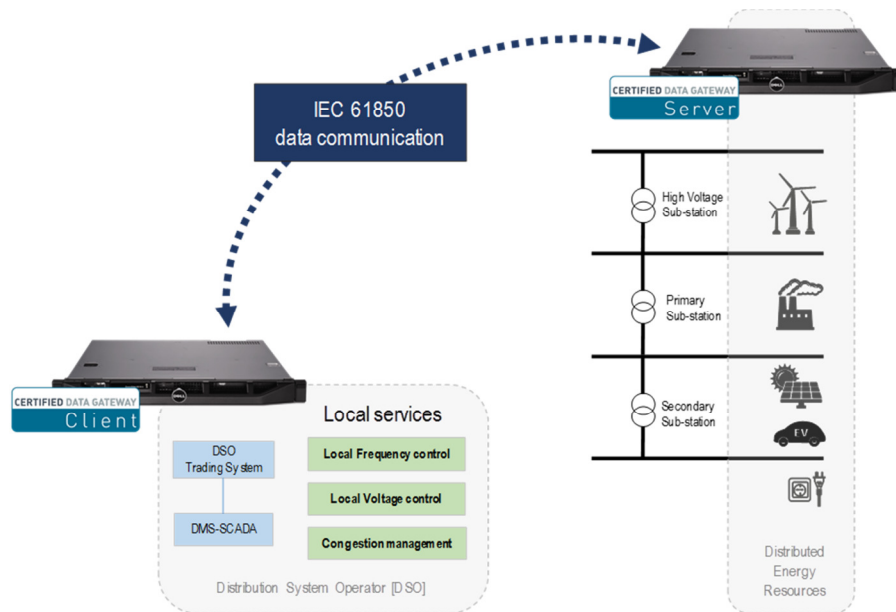 IEC 61850
data communication
CERTIFIED DATA GATEWAY
Server
DELL
High Voltage
Sub-station
Primary
Sub-station
Secondary
Sub-station
EV
Distributed
Energy
Resources
CERTIFIED DATA GATEWAY
Client
DELL
Local services
DSO
Trading System
DMS-SCADA
Local Frequency control
Local Voltage control
Congestion management
Distribution System Operator [DSO]